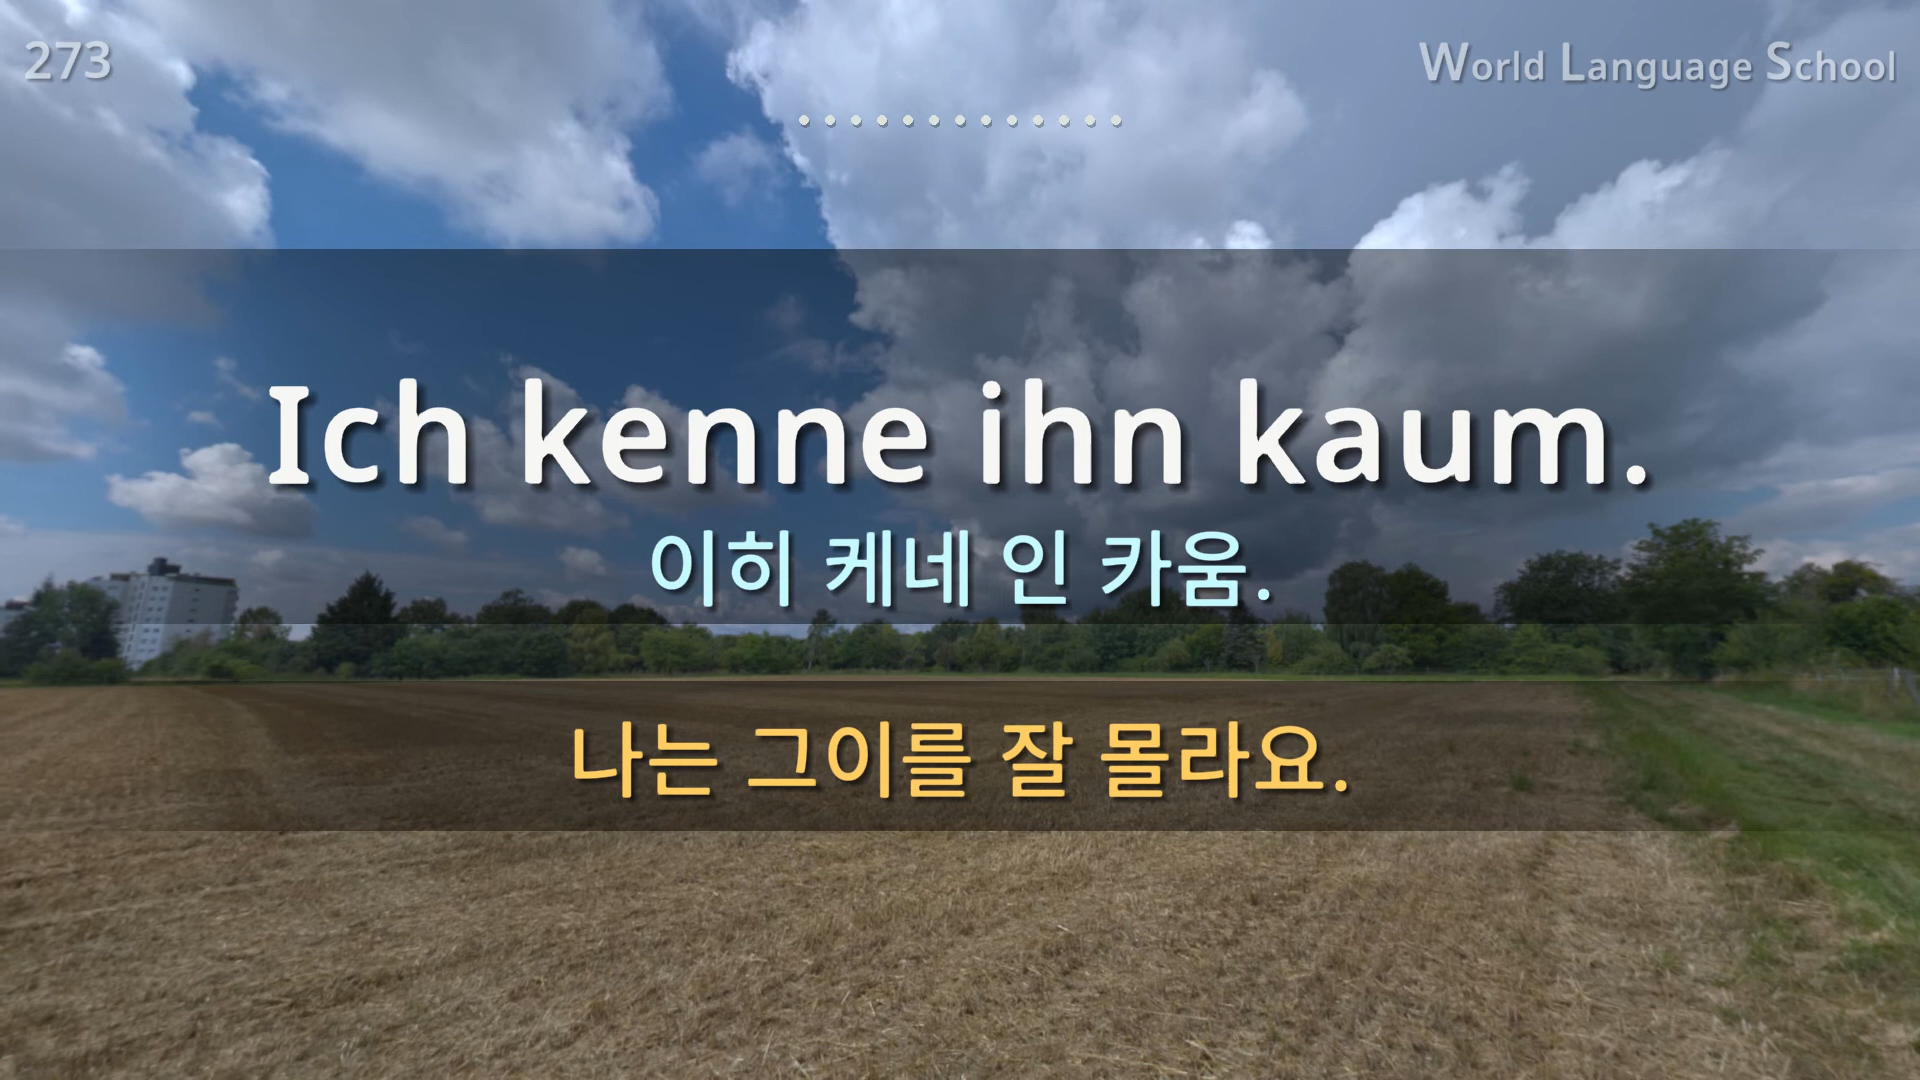 273
World Language School
Ich kenne ihn kaum.
이히 케네 인 카움.
나는 그이를 잘 몰라요.